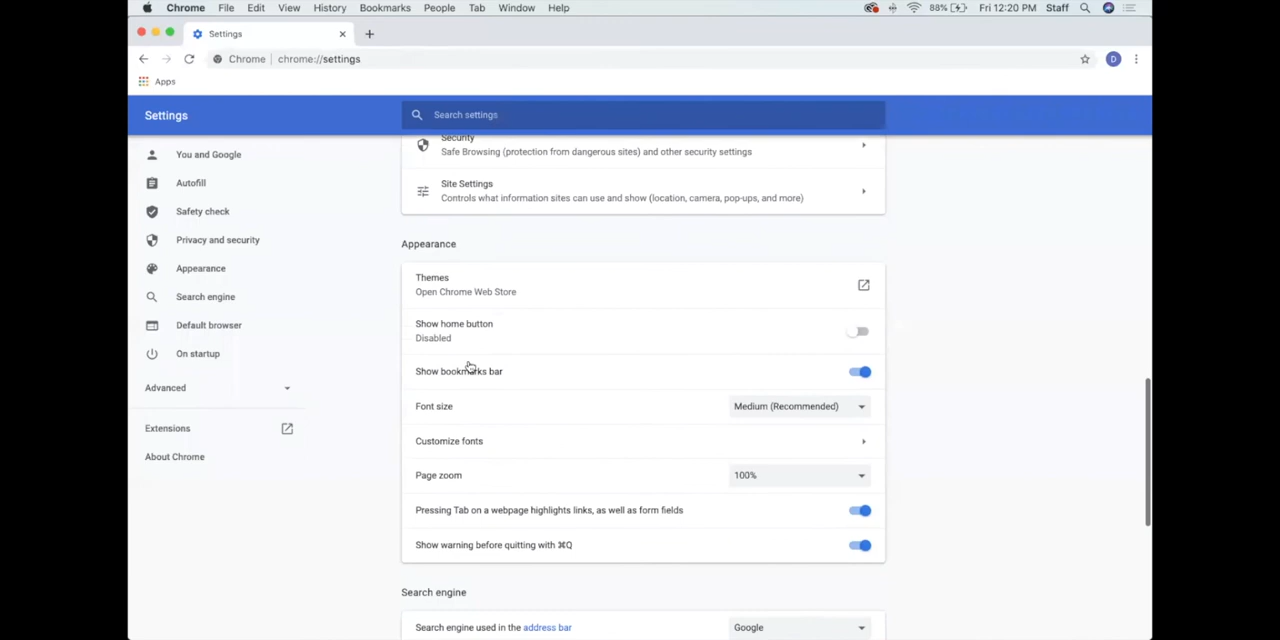 Chrome File Edit View History Bookmarks People Tab Window Help 88% Fri 12:20 PM Staff
Settings
Chrome chrome://settings D
Apps
Settings Search settings
Security
Safe Browsing (protection from dangerous sites) and other security settings
Site Settings
Controls what information sites can use and show (location, camera, pop-ups, and more)
You and Google
Autofill
Safety check
Privacy and security
Appearance
Search engine
Default browser
On startup
Advanced
Extensions
About Chrome
Appearance
Themes
Open Chrome Web Store
Show home button
Disabled
Show bookmarks bar
Font size Medium (Recommended)
Customize fonts
Page zoom 100%
Pressing Tab on a webpage highlights links, as well as form fields
Show warning before quitting with ⌘Q
Search engine
Search engine used in the address bar Google